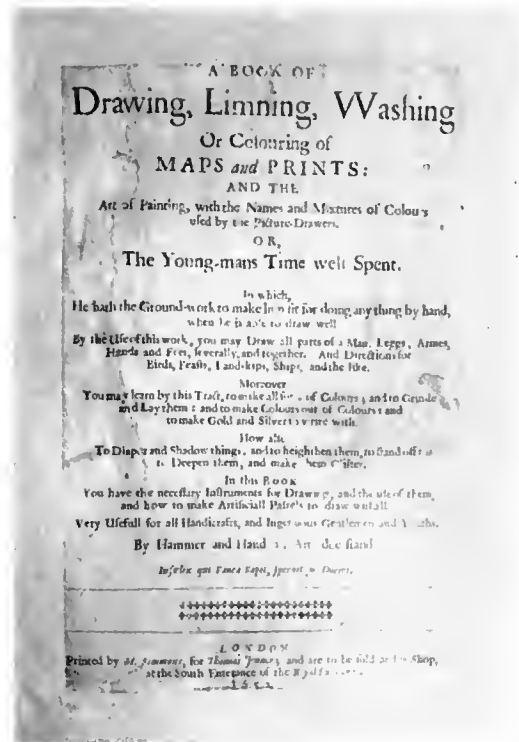 A BOOK OF
Drawing, Limning, VVashing
Or Colouring of
MAPS and PRINTS:
AND THE
Art of Painting, with the Names and Mixtures of Colours
used by the Picture-Drawers.
OR,
The Young-mans Time well Spent.
In which,
He hath the Ground-work to make him fit for doing any thing by hand,
when he is able to draw well
By the Use of this work, you may Draw all parts of a Man, Leggs, Armes,
Hands and Feet, severally, and together. And Directions for
Birds, Beasts, Landskips, Ships, and the like.
Moreover
You may learn by this Tract, to make all of Colours; and to Grinde
and Lay them: and to make Colours out of Colours: and
to make Gold and Silver to write with.
How also
To Diaper and Shadow things, and to heighthen them, to stand off:
to Deepen them, and make them Glister.
In this BOOK
You have the necessary Instruments for Drawing, and the use of them,
and how to make Artificiall Pastels to draw withall
Very Usefull for all Handicrafts, and Ingenuous Gentlemen and
By Hammer and Hand Arts doe stand
LONDON
Printed by M. Simmons, for Thomas Jenner, and are to be sold at his Shop,
at the South Entrance of the Royall